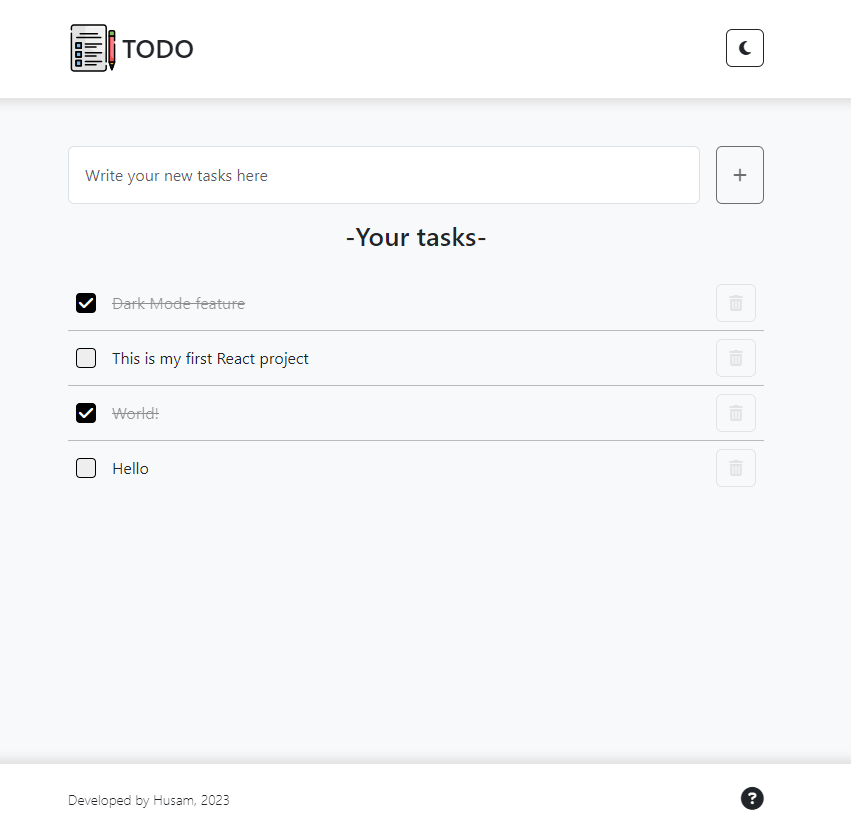 TODO
Write your new tasks here
-Your tasks-
Dark Mode feature
This is my first React project
World!
Hello
Developed by Husam, 2023
?